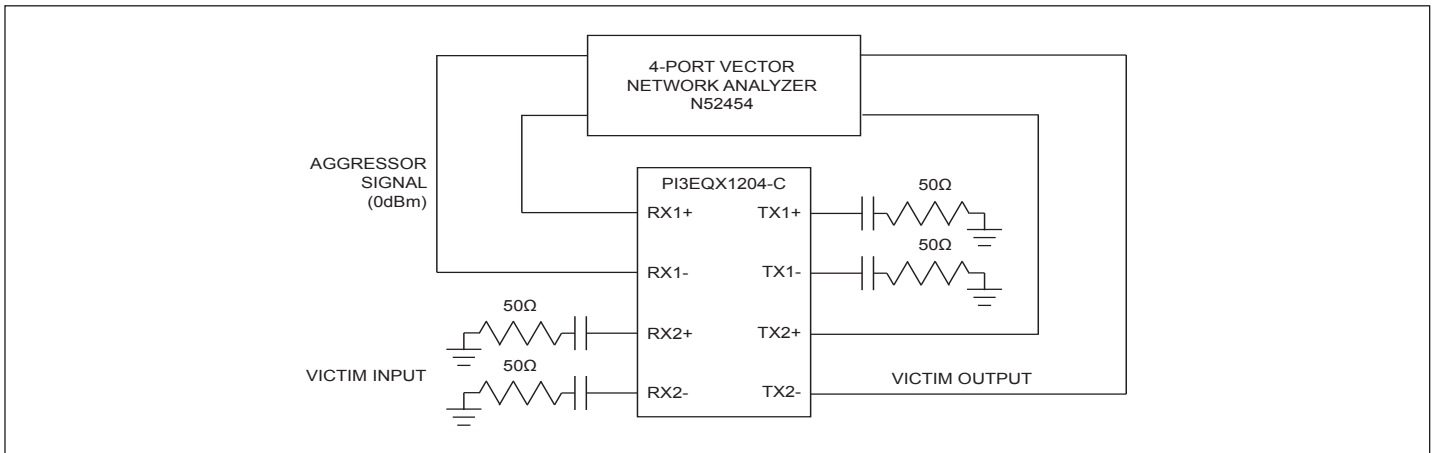 4-PORT VECTOR
NETWORK ANALYZER
N52454
AGGRESSOR
SIGNAL
(0dBm)
PI3EQX1204-C
RX1+
TX1+
50Ω
RX1-
TX1-
50Ω
50Ω
RX2+
TX2+
VICTIM INPUT
50Ω
RX2-
TX2-
VICTIM OUTPUT